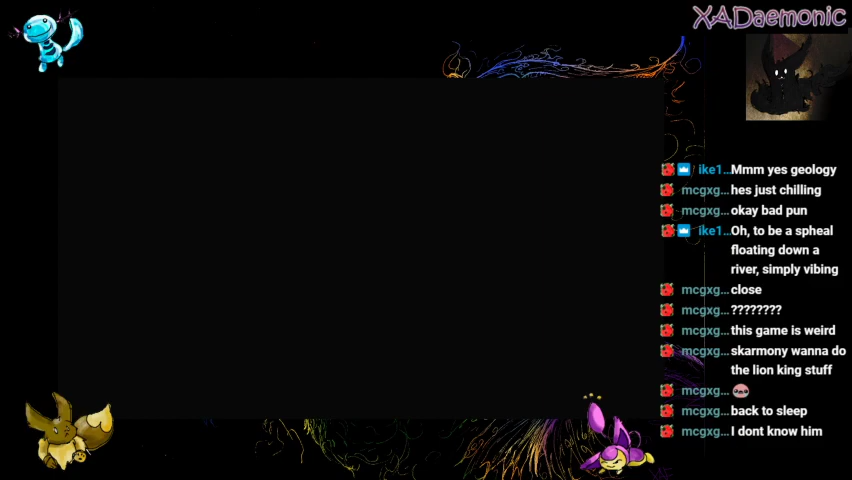 XADaemonic
ike1... Mmm yes geology
mcgxg... hes just chilling
mcgxg... okay bad pun
ike1... Oh, to be a spheal
floating down a
river, simply vibing
mcgxg... close
mcgxg... ????????
mcgxg... this game is weird
mcgxg... skarmony wanna do
the lion king stuff
mcgxg...
mcgxg... back to sleep
mcgxg... I dont know him